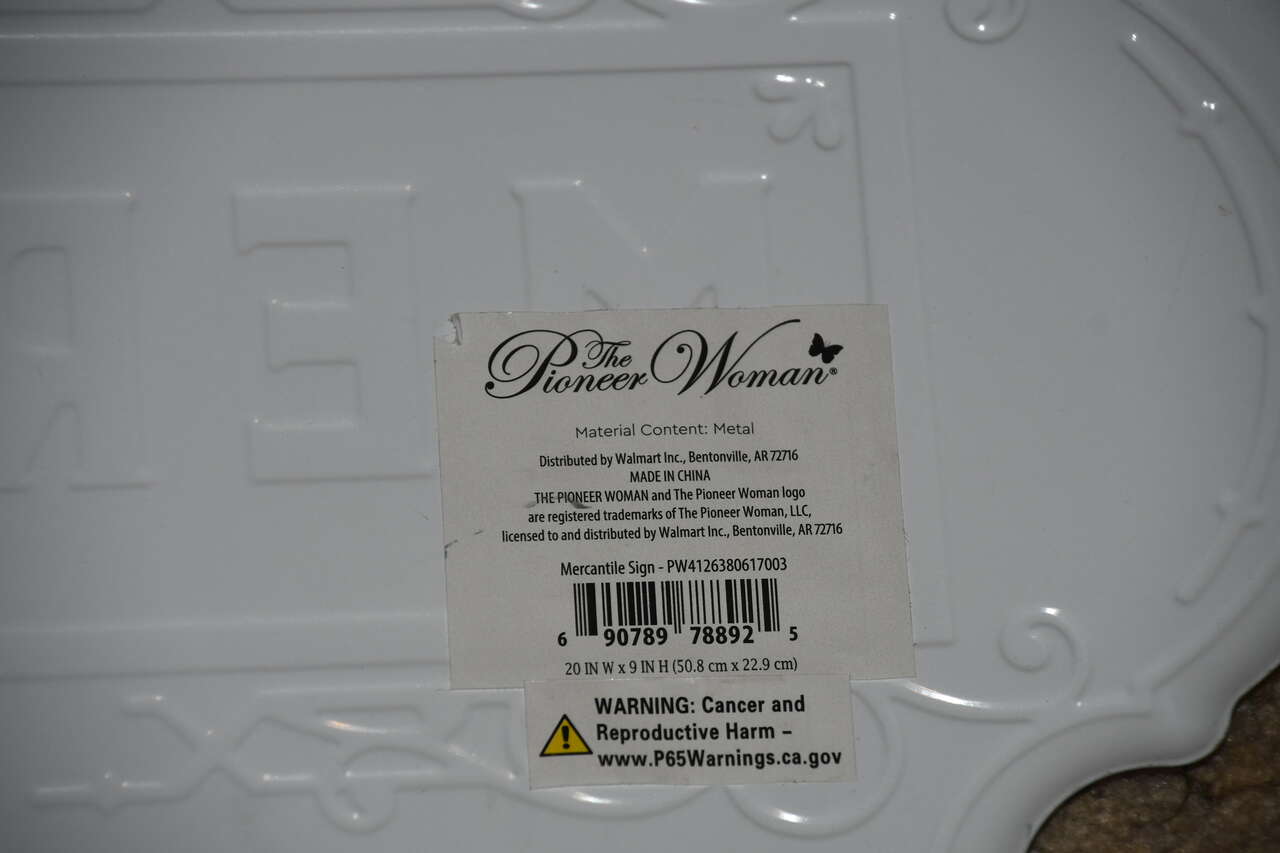 MER
The
Pioneer Woman®
Material Content: Metal
Distributed by Walmart Inc., Bentonville, AR 72716
MADE IN CHINA
THE PIONEER WOMAN and The Pioneer Woman logo
are registered trademarks of The Pioneer Woman, LLC,
licensed to and distributed by Walmart Inc., Bentonville, AR 72716
Mercantile Sign - PW4126380617003
6 90789 78892 5
20 IN W x 9 IN H (50.8 cm x 22.9 cm)
WARNING: Cancer and
Reproductive Harm –
www.P65Warnings.ca.gov